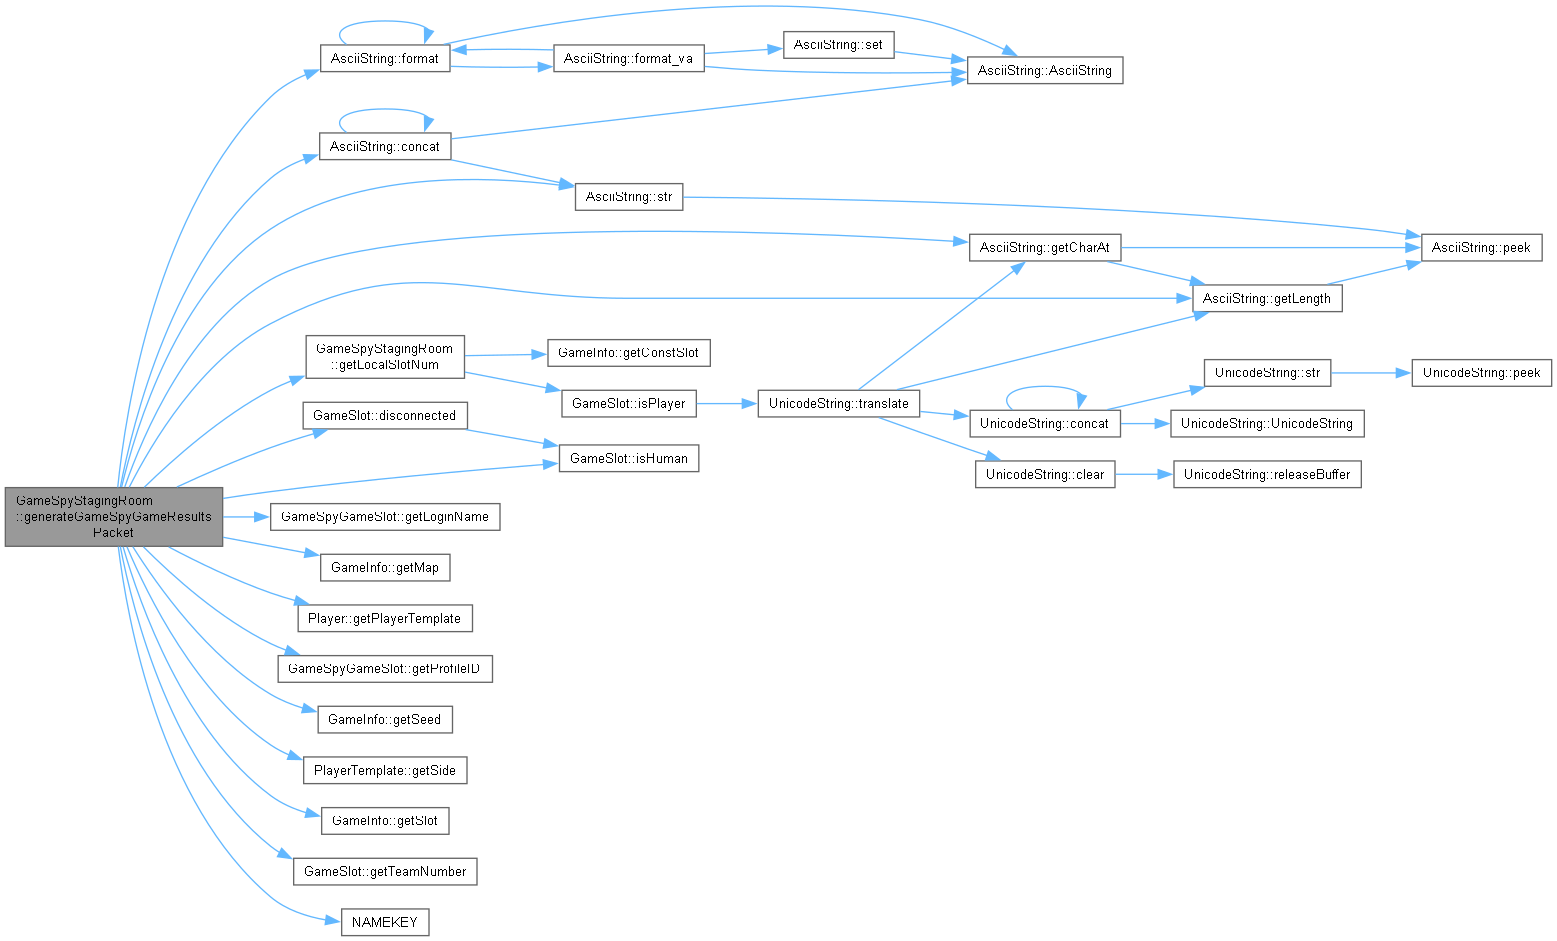 AsciiString::format
AsciiString::format_va
AsciiString::set
AsciiString::AsciiString
AsciiString::concat
AsciiString::str
AsciiString::getCharAt
AsciiString::peek
AsciiString::getLength
GameSpyStagingRoom
::getLocalSlotNum
GameInfo::getConstSlot
GameSlot::isPlayer
UnicodeString::translate
UnicodeString::str
UnicodeString::peek
UnicodeString::concat
UnicodeString::UnicodeString
GameSlot::disconnected
GameSlot::isHuman
UnicodeString::clear
UnicodeString::releaseBuffer
GameSpyStagingRoom
::generateGameSpyGameResults
Packet
GameSpyGameSlot::getLoginName
GameInfo::getMap
Player::getPlayerTemplate
GameSpyGameSlot::getProfileID
GameInfo::getSeed
PlayerTemplate::getSide
GameInfo::getSlot
GameSlot::getTeamNumber
NAMEKEY